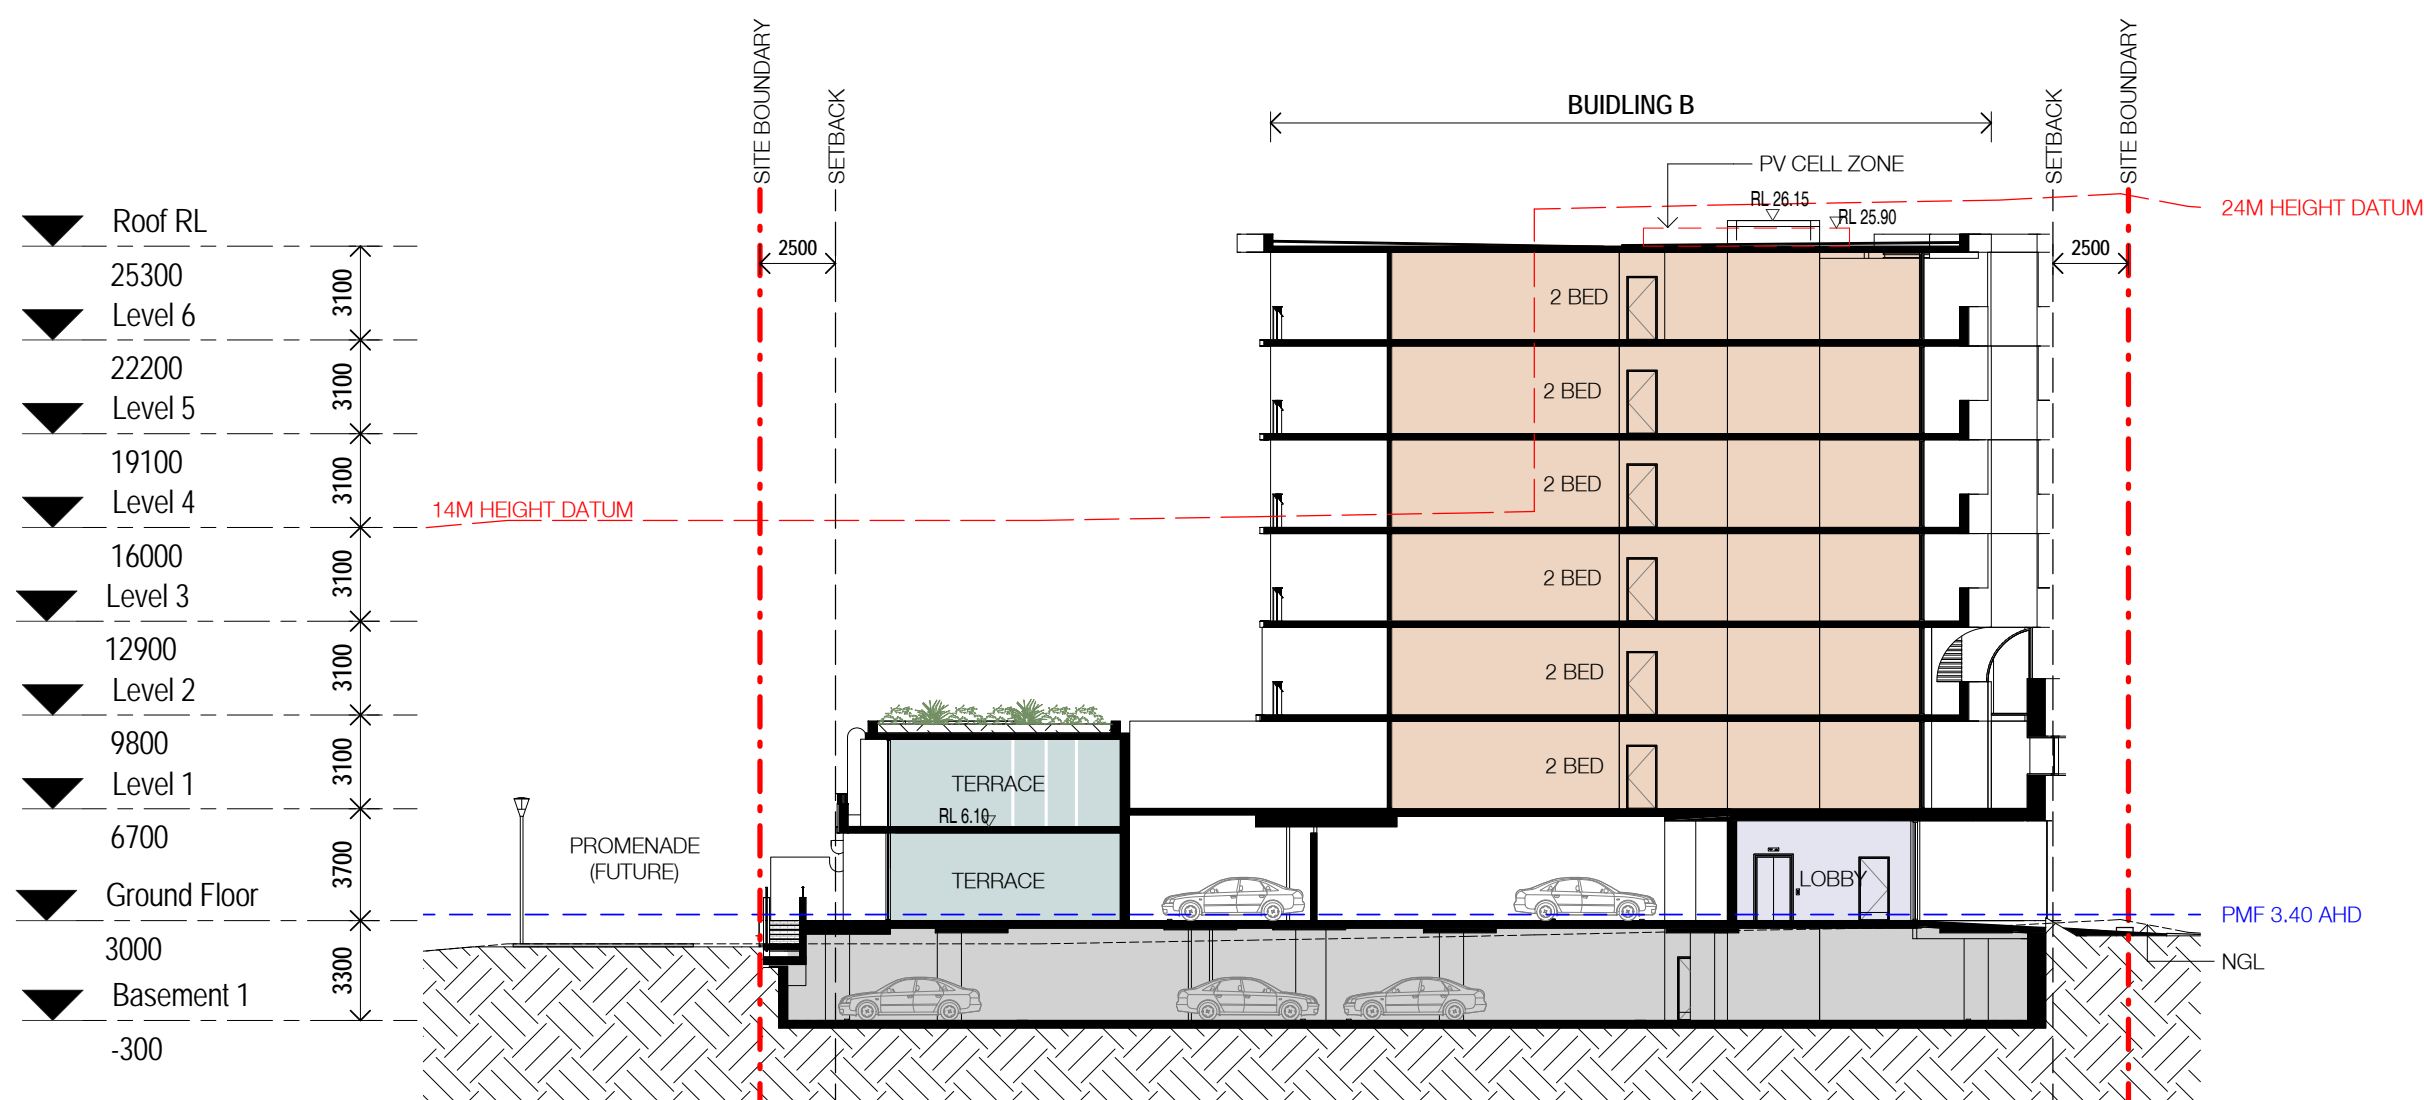 SITE BOUNDARY
SETBACK
BUIDLING B
SETBACK
SITE BOUNDARY
PV CELL ZONE
RL 26.15
RL 25.90
24M HEIGHT DATUM
Roof RL
25300
2500
2500
3100
2 BED
Level 6
22200
3100
2 BED
Level 5
19100
3100
2 BED
Level 4
14M HEIGHT DATUM
16000
3100
2 BED
Level 3
12900
3100
2 BED
Level 2
9800
3100
2 BED
Level 1
TERRACE
RL 6.10
6700
3700
PROMENADE
(FUTURE)
TERRACE
LOBBY
Ground Floor
PMF 3.40 AHD
3000
3300
NGL
Basement 1
-300